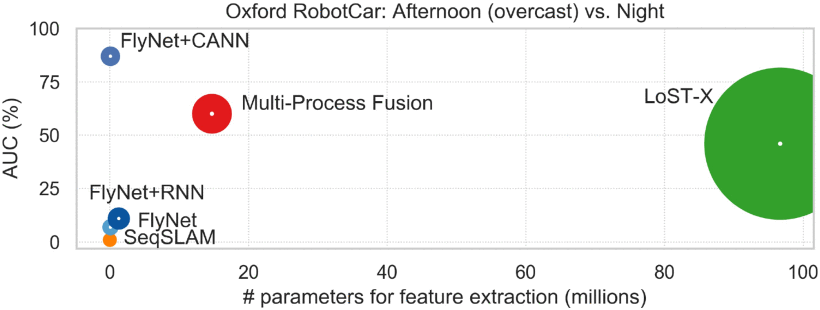 Oxford RobotCar: Afternoon (overcast) vs. Night
100
FlyNet+CANN
75
Multi-Process Fusion
LoST-X
50
FlyNet+RNN
25
FlyNet
SeqSLAM
0
AUC (%)
0 20 40 60 80 100
# parameters for feature extraction (millions)